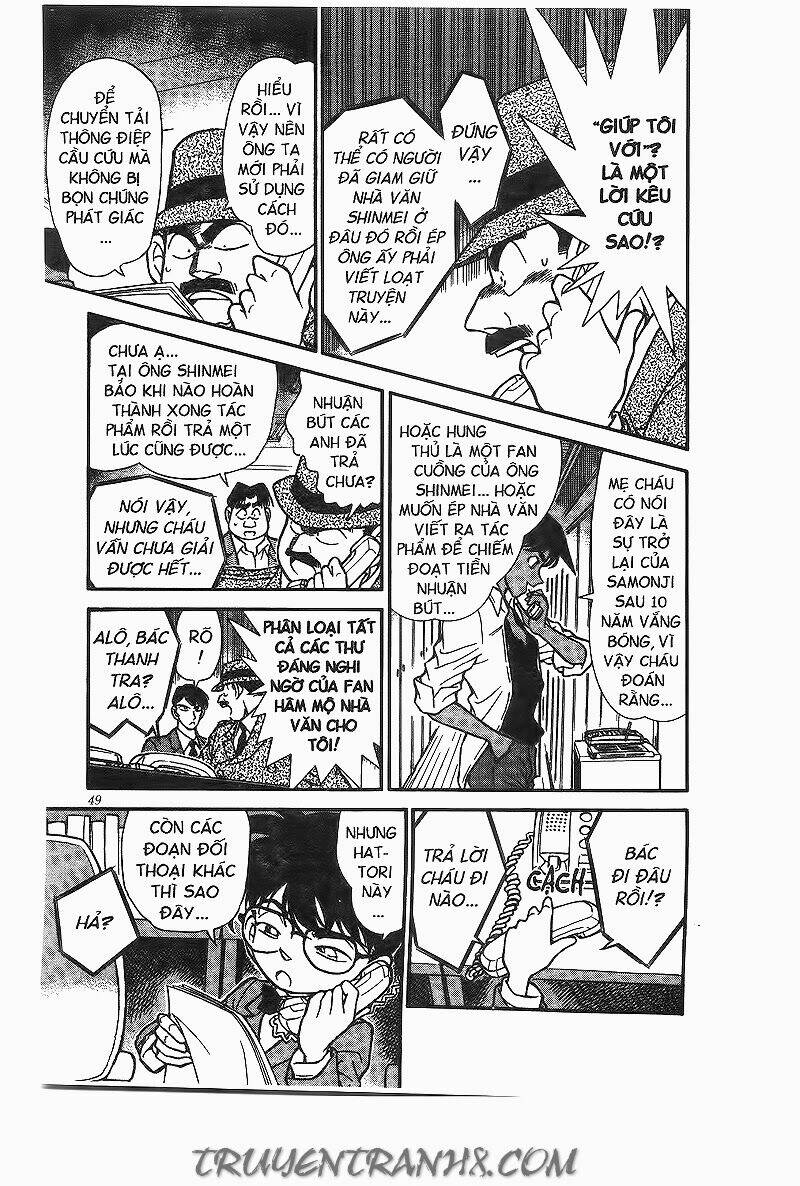 "GIÚP TÔI
VỚI"?
LÀ MỘT
LỜI KÊU
CỨU
SAO!?
ĐỨNG
VẬY
...
RẤT CÓ
THỂ CÓ NGƯỜI
ĐÃ GIAM GIỮ
NHÀ VĂN
SHINMEI Ở
ĐÂU ĐÓ RỒI ÉP
ÔNG ẤY PHẢI
VIẾT LOẠT
TRUYỆN
NÀY...
HIỂU
RỒI... VÌ
VẬY NÊN
ÔNG TA
MỚI PHẢI
SỬ DỤNG
CÁCH
ĐÓ...
ĐỂ
CHUYỂN TẢI
THÔNG ĐIỆP
CẦU CỨU MÀ
KHÔNG BỊ
BỌN CHÚNG
PHÁT GIÁC
...
MẸ CHÁU
CÓ NÓI
ĐÂY LÀ
SỰ TRỞ
LẠI CỦA
SAMONJI
SAU 10
NĂM VẮNG
BÓNG, VÌ
VẬY CHÁU
ĐOÁN
RẰNG...
HOẶC HUNG
THỦ LÀ MỘT FAN
CUỒNG CỦA ÔNG
SHINMEI... HOẶC
MUỐN ÉP NHÀ VĂN
VIẾT RA TÁC
PHẨM ĐỂ CHIẾM
ĐOẠT TIỀN
NHUẬN
BÚT...
NHUẬN
BÚT CÁC
ANH ĐÃ
TRẢ
CHƯA?
CHƯA Ạ...
TẠI ÔNG SHINMEI
BẢO KHI NÀO HOÀN
THÀNH XONG TÁC
PHẨM RỒI TRẢ MỘT
LÚC CŨNG ĐƯỢC...
NÓI VẬY,
NHƯNG CHÁU
VẪN CHƯA GIẢI
ĐƯỢC HẾT...
PHÂN LOẠI TẤT
CẢ CÁC THƯ
ĐÁNG NGHI
NGỜ CỦA FAN
HÂM MỘ NHÀ
VĂN CHO
TÔI!
RÕ
!
ALÔ, BÁC
THANH
TRA?
ALÔ...
49
BÁC
ĐI ĐÂU
RỒI!?
CẠCH
TRẢ LỜI
CHÁU ĐI
NÀO...
NHƯNG
HAT-
TORI
NÀY
...
CÒN CÁC
ĐOẠN ĐỐI
THOẠI KHÁC
THÌ SAO
ĐÂY...
HẢ?
TRUYENTRANH8.COM